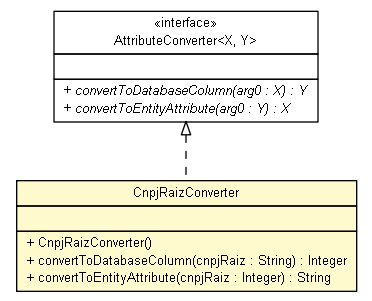 «interface»
AttributeConverter<X, Y>
+ convertToDatabaseColumn(arg0 : X) : Y
+ convertToEntityAttribute(arg0 : Y) : X
CnpjRaizConverter
+ CnpjRaizConverter()
+ convertToDatabaseColumn(cnpjRaiz : String) : Integer
+ convertToEntityAttribute(cnpjRaiz : Integer) : String